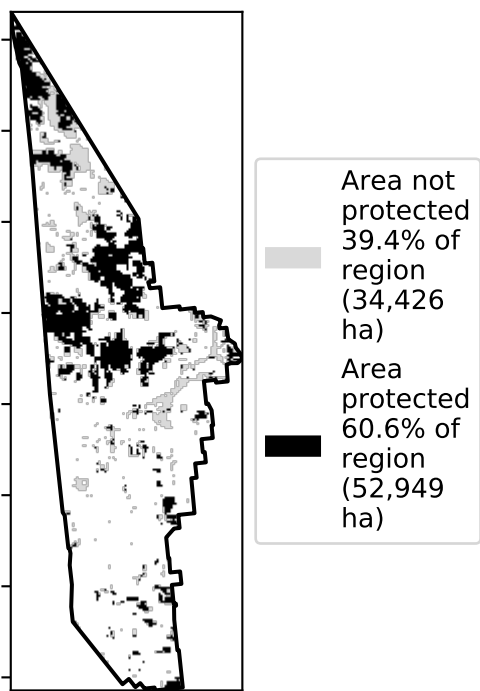 Area not
protected
39.4% of
region
(34,426
ha)
Area
protected
60.6% of
region
(52,949
ha)